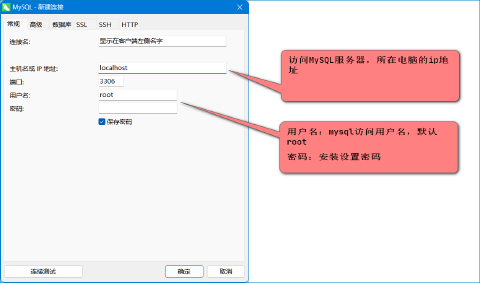 MySQL - 新建连接
常规 高级 数据库 SSL SSH HTTP
连接名: 显示在客户端左侧名字
主机名或 IP 地址: localhost
端口: 3306
用户名: root
密码:
保存密码
连接测试 确定 取消
访问MySQL服务器，所在电脑的ip地
址
用户名：mysql访问用户名，默认
root
密码：安装设置密码